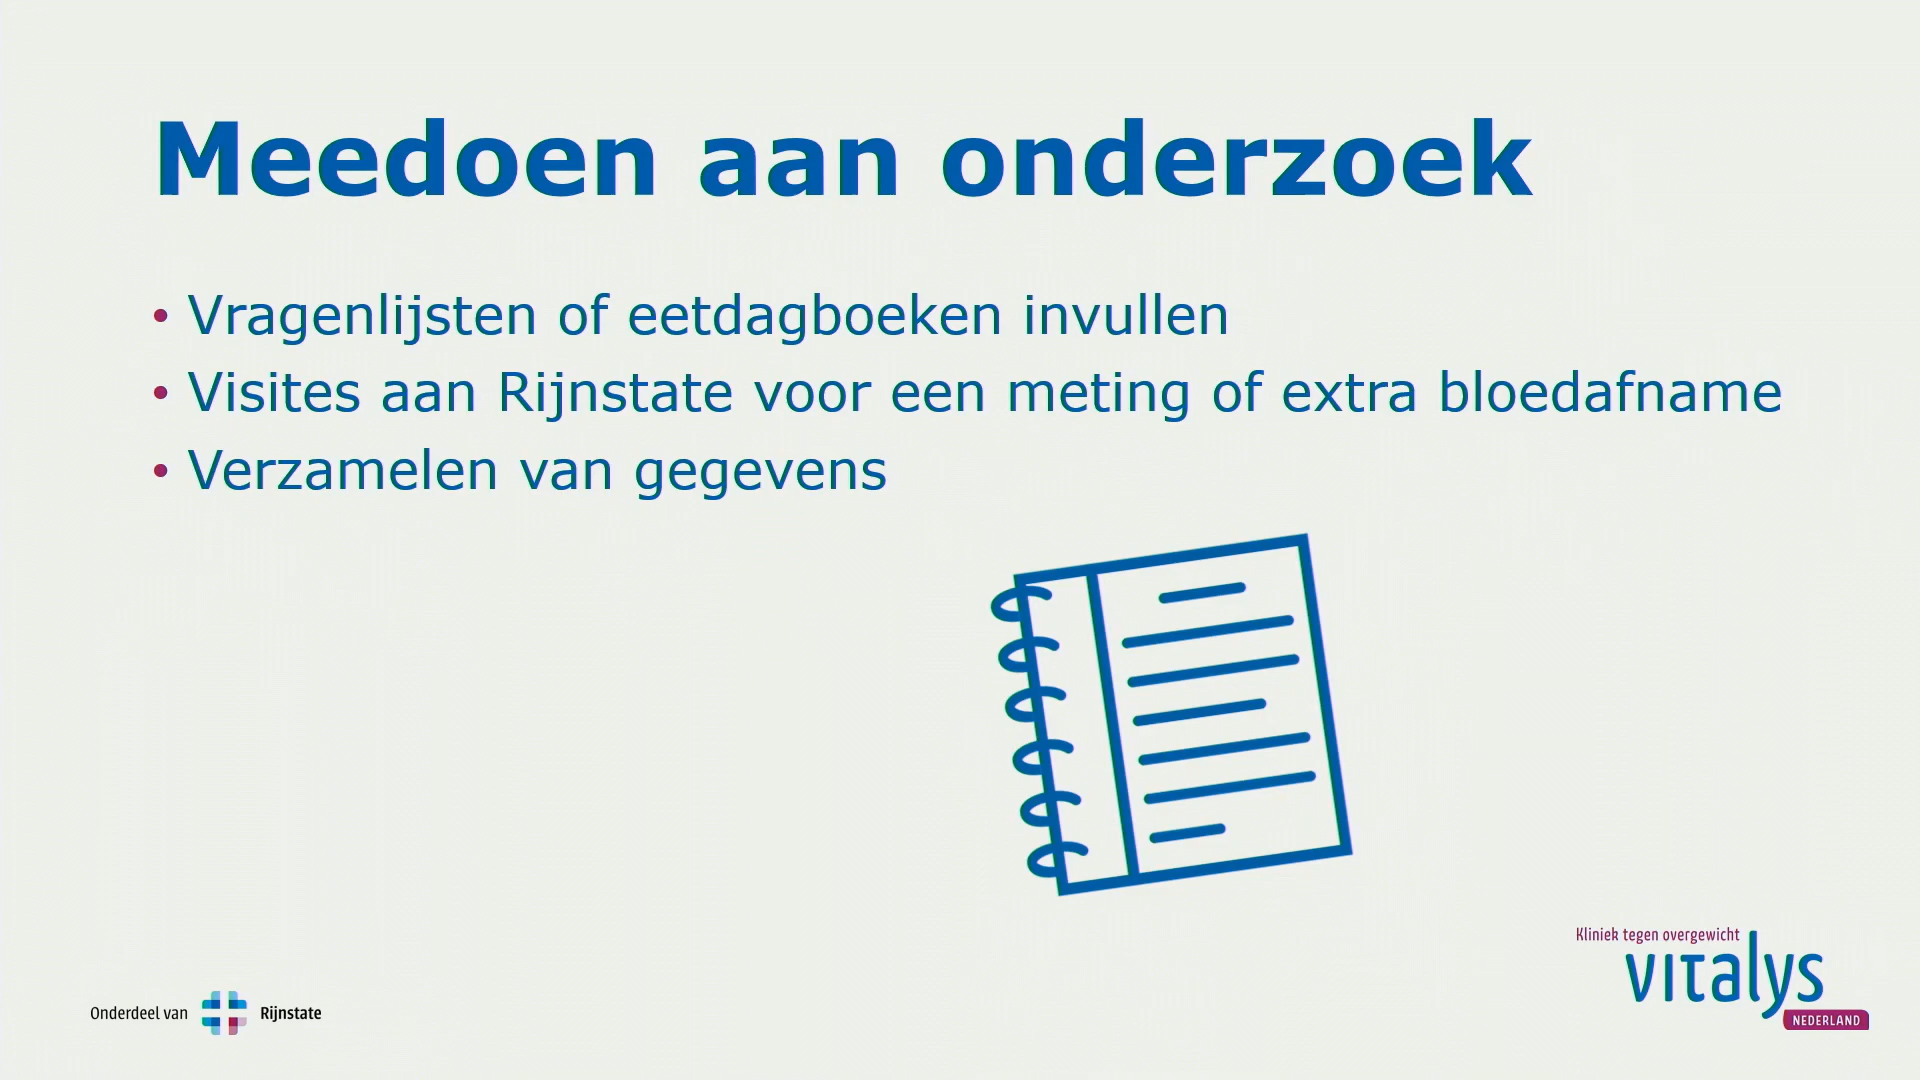 Meedoen aan onderzoek
• Vragenlijsten of eetdagboeken invullen
• Visites aan Rijnstate voor een meting of extra bloedafname
• Verzamelen van gegevens
Kliniek tegen overgewicht
vitalys
NEDERLAND
Onderdeel van Rijnstate